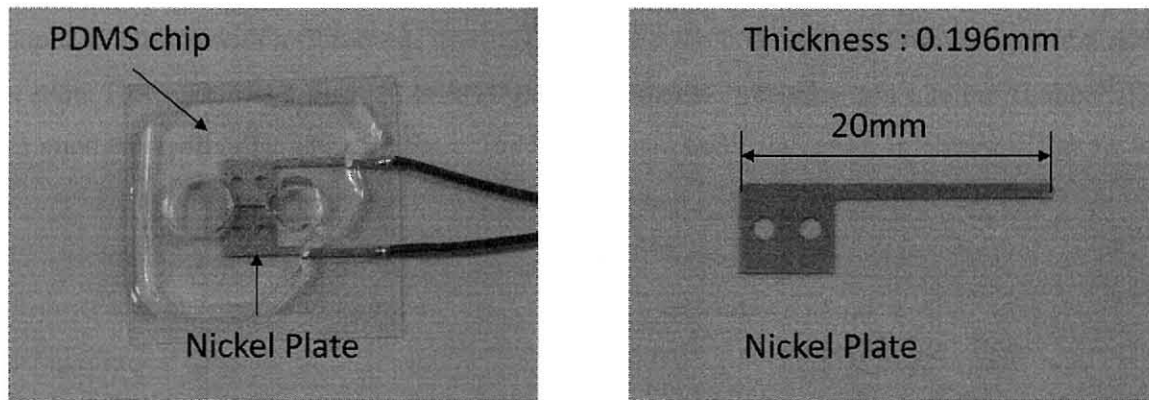 PDMS chip
Nickel Plate
Thickness : 0.196mm
20mm
Nickel Plate